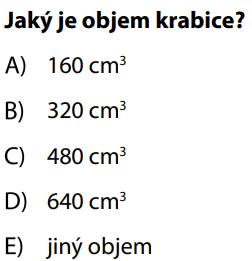 Jaký je objem krabice?
A) 160 cm³
B) 320 cm³
C) 480 cm³
D) 640 cm³
E) jiný objem